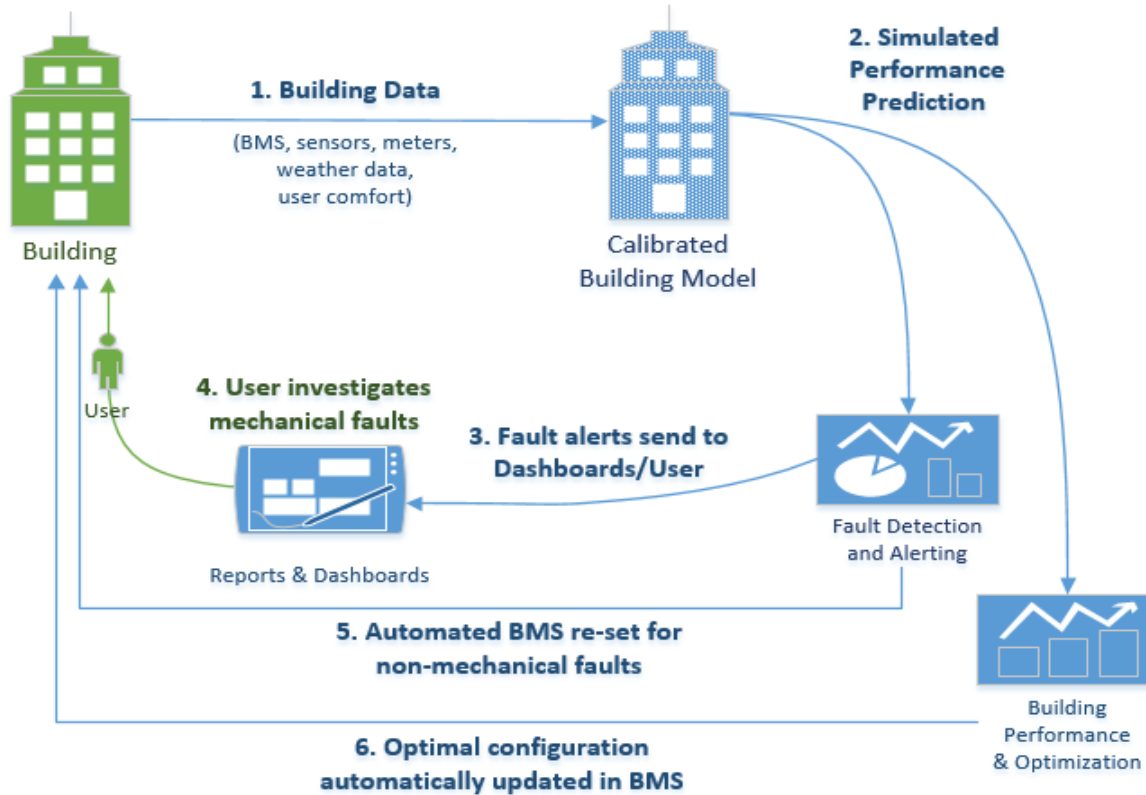 1. Building Data
(BMS, sensors, meters,
weather data,
user comfort)
2. Simulated
Performance
Prediction
Building
Calibrated
Building Model
User
4. User investigates
mechanical faults
3. Fault alerts send to
Dashboards/User
Fault Detection
and Alerting
Reports & Dashboards
5. Automated BMS re-set for
non-mechanical faults
Building
Performance
& Optimization
6. Optimal configuration
automatically updated in BMS